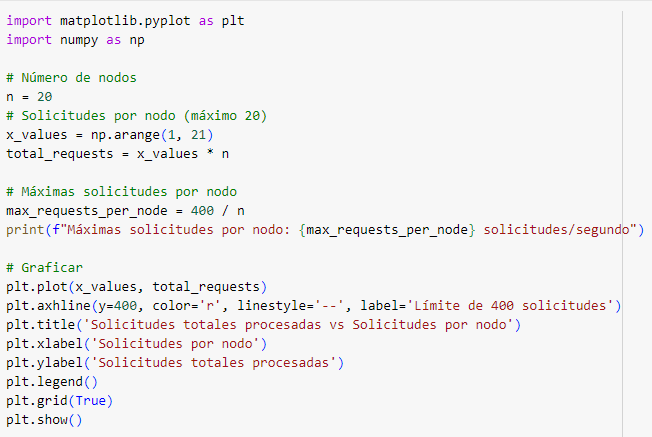 import matplotlib.pyplot as plt
import numpy as np
# Número de nodos
n = 20
# Solicitudes por nodo (máximo 20)
x_values = np.arange(1, 21)
total_requests = x_values * n
# Máximas solicitudes por nodo
max_requests_per_node = 400 / n
print(f"Máximas solicitudes por nodo: {max_requests_per_node} solicitudes/segundo")
# Graficar
plt.plot(x_values, total_requests)
plt.axhline(y=400, color='r', linestyle='--', label='Límite de 400 solicitudes')
plt.title('Solicitudes totales procesadas vs Solicitudes por nodo')
plt.xlabel('Solicitudes por nodo')
plt.ylabel('Solicitudes totales procesadas')
plt.legend()
plt.grid(True)
plt.show()